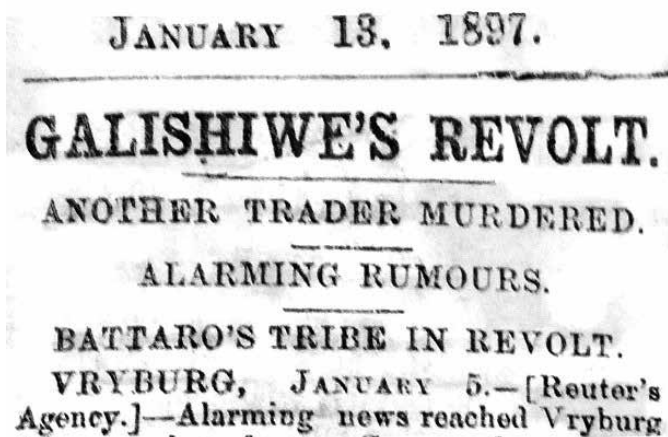 JANUARY 13, 1897.
GALISHIWE'S REVOLT.
ANOTHER TRADER MURDERED.
ALARMING RUMOURS.
BATTARO'S TRIBE IN REVOLT.
VRYBURG, JANUARY 5.—[Reuter's
Agency.]—Alarming news reached Vryburg